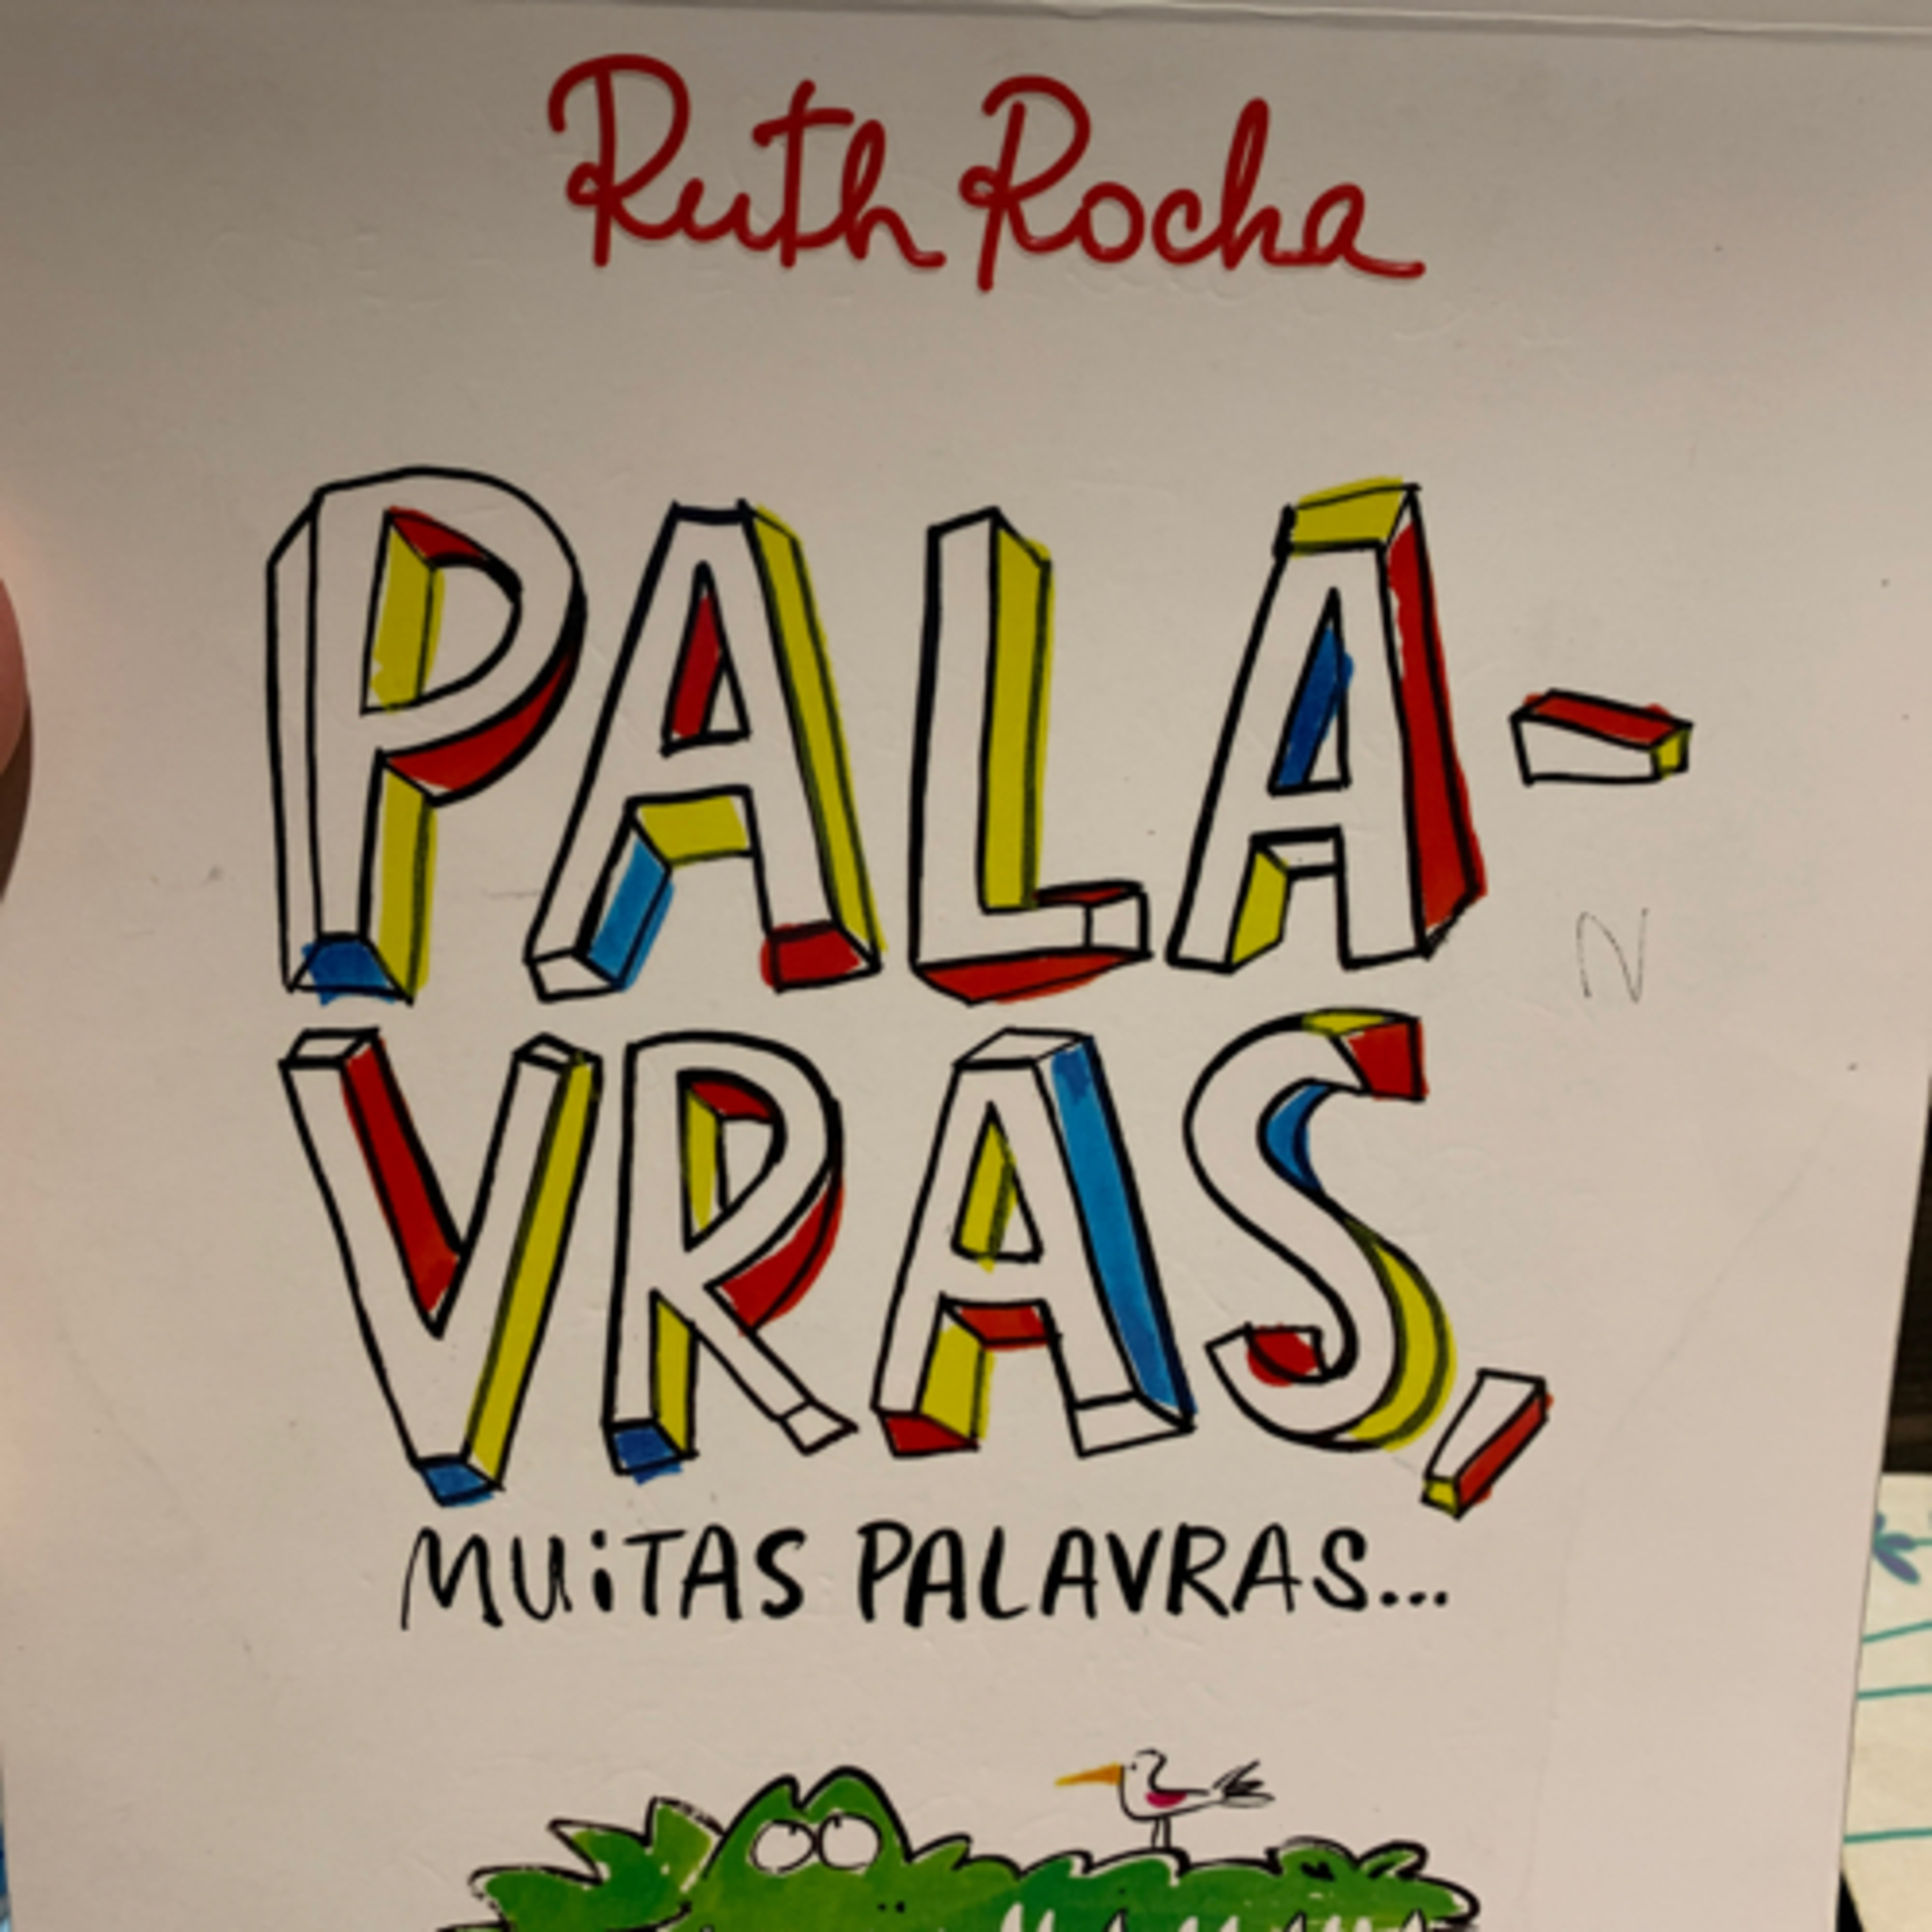 Ruth Rocha
PALA-
VRAS,
MUiTAS PALAVRAS...
N